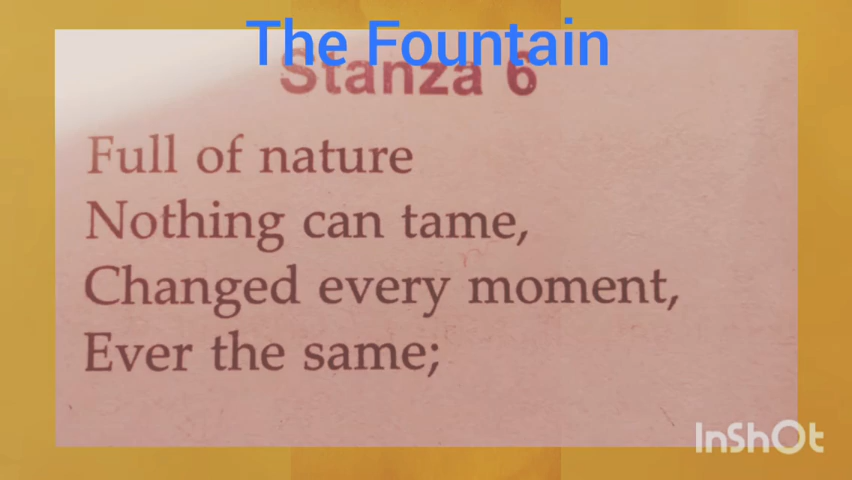 The Fountain
Stanza 6
Full of nature
Nothing can tame,
Changed every moment,
Ever the same;
InShOt